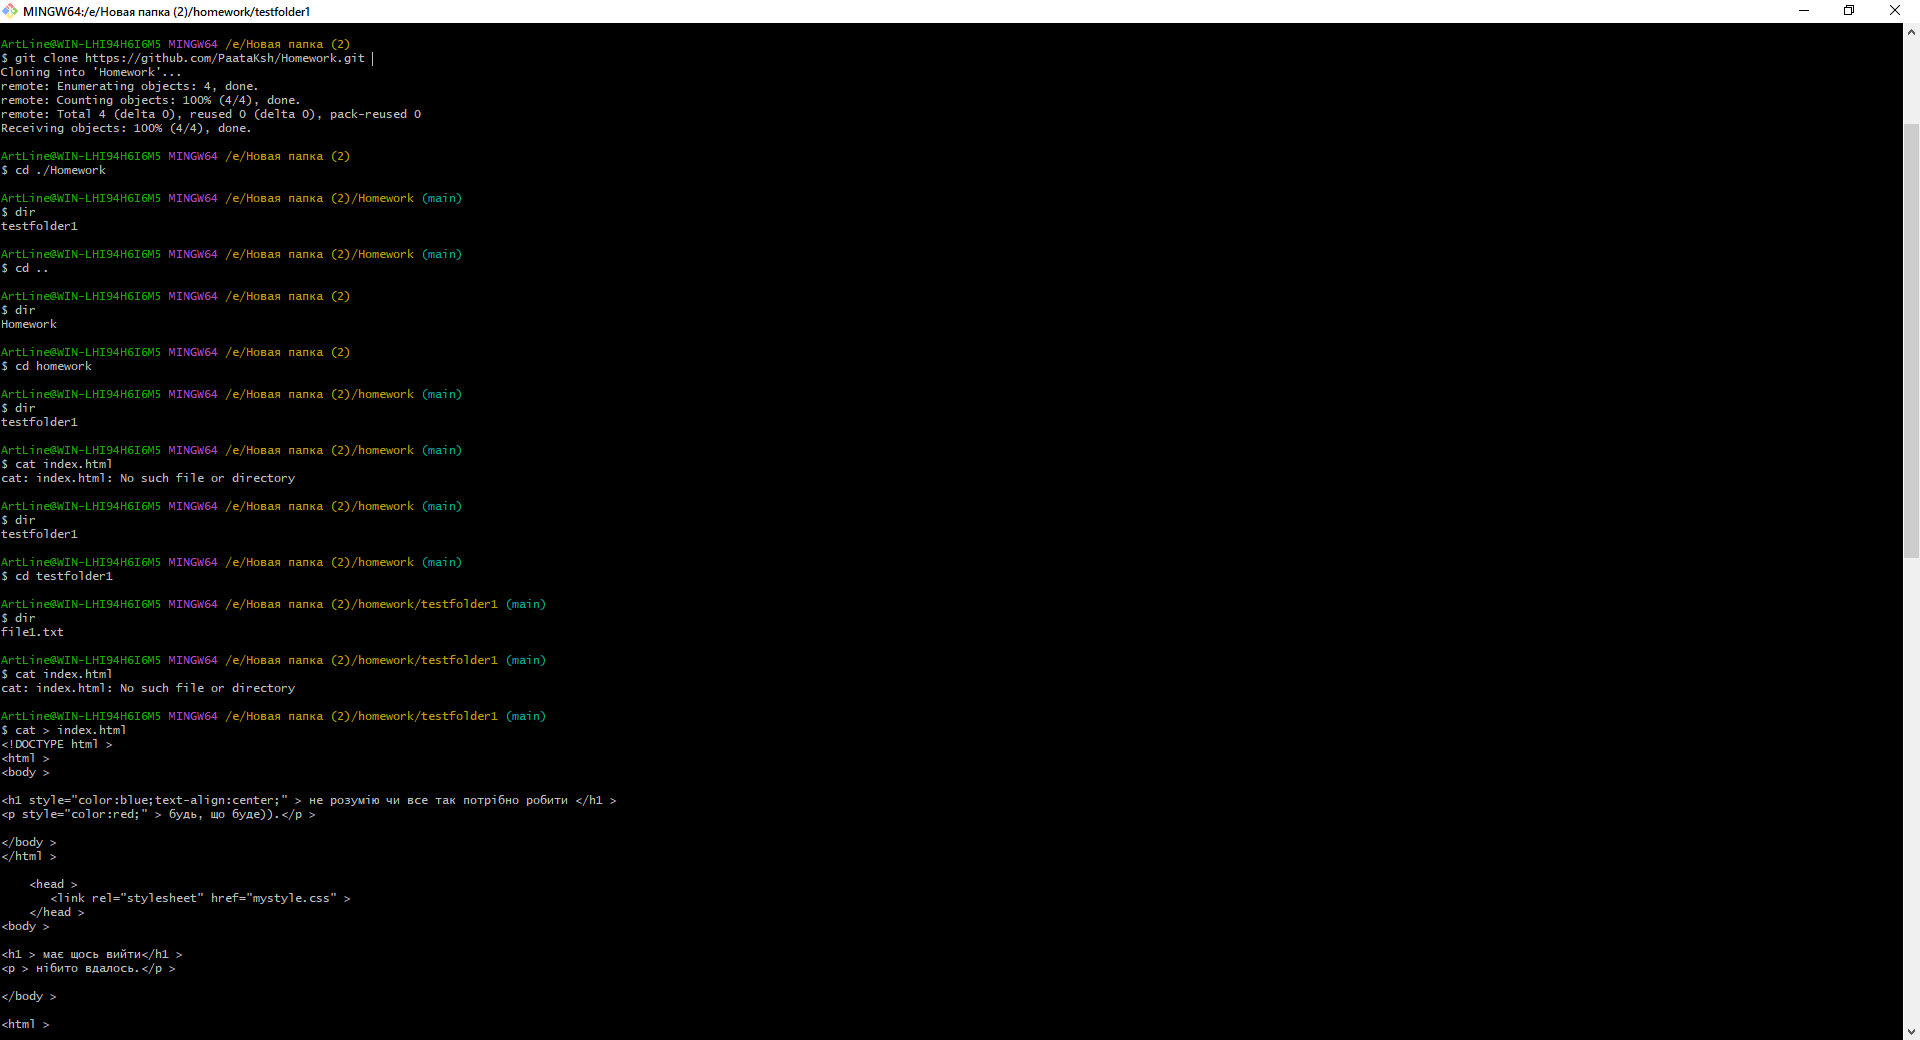 MINGW64:/e/Новая папка (2)/homework/testfolder1
ArtLine@WIN-LHI94H6I6M5 MINGW64 /e/Новая папка (2)
$ git clone https://github.com/PaataKsh/Homework.git
Cloning into 'Homework'...
remote: Enumerating objects: 4, done.
remote: Counting objects: 100% (4/4), done.
remote: Total 4 (delta 0), reused 0 (delta 0), pack-reused 0
Receiving objects: 100% (4/4), done.
ArtLine@WIN-LHI94H6I6M5 MINGW64 /e/Новая папка (2)
$ cd ./Homework
ArtLine@WIN-LHI94H6I6M5 MINGW64 /e/Новая папка (2)/Homework (main)
$ dir
testfolder1
ArtLine@WIN-LHI94H6I6M5 MINGW64 /e/Новая папка (2)/Homework (main)
$ cd ..
ArtLine@WIN-LHI94H6I6M5 MINGW64 /e/Новая папка (2)
$ dir
Homework
ArtLine@WIN-LHI94H6I6M5 MINGW64 /e/Новая папка (2)
$ cd homework
ArtLine@WIN-LHI94H6I6M5 MINGW64 /e/Новая папка (2)/homework (main)
$ dir
testfolder1
ArtLine@WIN-LHI94H6I6M5 MINGW64 /e/Новая папка (2)/homework (main)
$ cat index.html
cat: index.html: No such file or directory
ArtLine@WIN-LHI94H6I6M5 MINGW64 /e/Новая папка (2)/homework (main)
$ dir
testfolder1
ArtLine@WIN-LHI94H6I6M5 MINGW64 /e/Новая папка (2)/homework (main)
$ cd testfolder1
ArtLine@WIN-LHI94H6I6M5 MINGW64 /e/Новая папка (2)/homework/testfolder1 (main)
$ dir
file1.txt
ArtLine@WIN-LHI94H6I6M5 MINGW64 /e/Новая папка (2)/homework/testfolder1 (main)
$ cat index.html
cat: index.html: No such file or directory
ArtLine@WIN-LHI94H6I6M5 MINGW64 /e/Новая папка (2)/homework/testfolder1 (main)
$ cat > index.html
<!DOCTYPE html >
<html >
<body >
<h1 style="color:blue;text-align:center;" > не розумію чи все так потрібно робити </h1 >
<p style="color:red;" > будь, що буде)).</p >
</body >
</html >
<head >
<link rel="stylesheet" href="mystyle.css" >
</head >
<body >
<h1 > має щось вийти</h1 >
<p > нібито вдалось.</p >
</body >
<html >